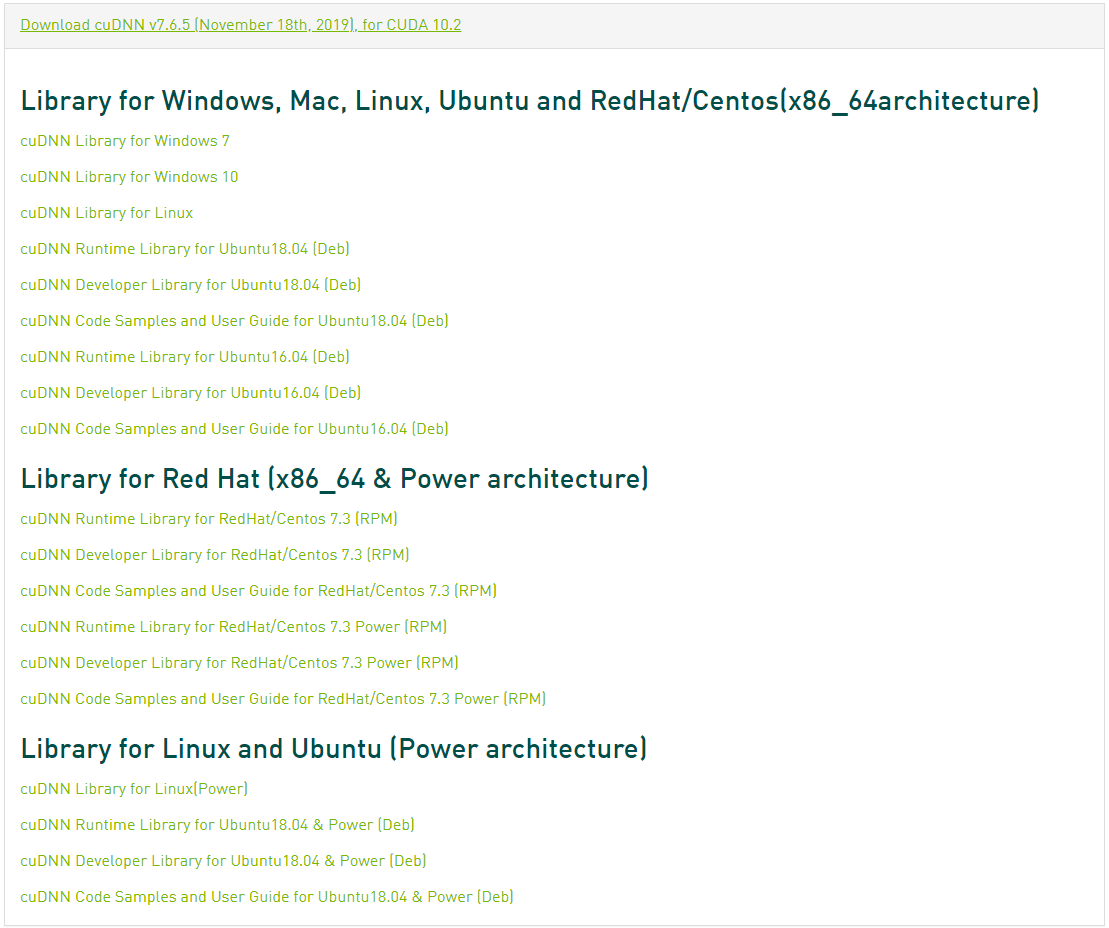 Download cuDNN v7.6.5 (November 18th, 2019), for CUDA 10.2
Library for Windows, Mac, Linux, Ubuntu and RedHat/Centos(x86_64architecture)
cuDNN Library for Windows 7
cuDNN Library for Windows 10
cuDNN Library for Linux
cuDNN Runtime Library for Ubuntu18.04 (Deb)
cuDNN Developer Library for Ubuntu18.04 (Deb)
cuDNN Code Samples and User Guide for Ubuntu18.04 (Deb)
cuDNN Runtime Library for Ubuntu16.04 (Deb)
cuDNN Developer Library for Ubuntu16.04 (Deb)
cuDNN Code Samples and User Guide for Ubuntu16.04 (Deb)
Library for Red Hat (x86_64 & Power architecture)
cuDNN Runtime Library for RedHat/Centos 7.3 (RPM)
cuDNN Developer Library for RedHat/Centos 7.3 (RPM)
cuDNN Code Samples and User Guide for RedHat/Centos 7.3 (RPM)
cuDNN Runtime Library for RedHat/Centos 7.3 Power (RPM)
cuDNN Developer Library for RedHat/Centos 7.3 Power (RPM)
cuDNN Code Samples and User Guide for RedHat/Centos 7.3 Power (RPM)
Library for Linux and Ubuntu (Power architecture)
cuDNN Library for Linux(Power)
cuDNN Runtime Library for Ubuntu18.04 & Power (Deb)
cuDNN Developer Library for Ubuntu18.04 & Power (Deb)
cuDNN Code Samples and User Guide for Ubuntu18.04 & Power (Deb)